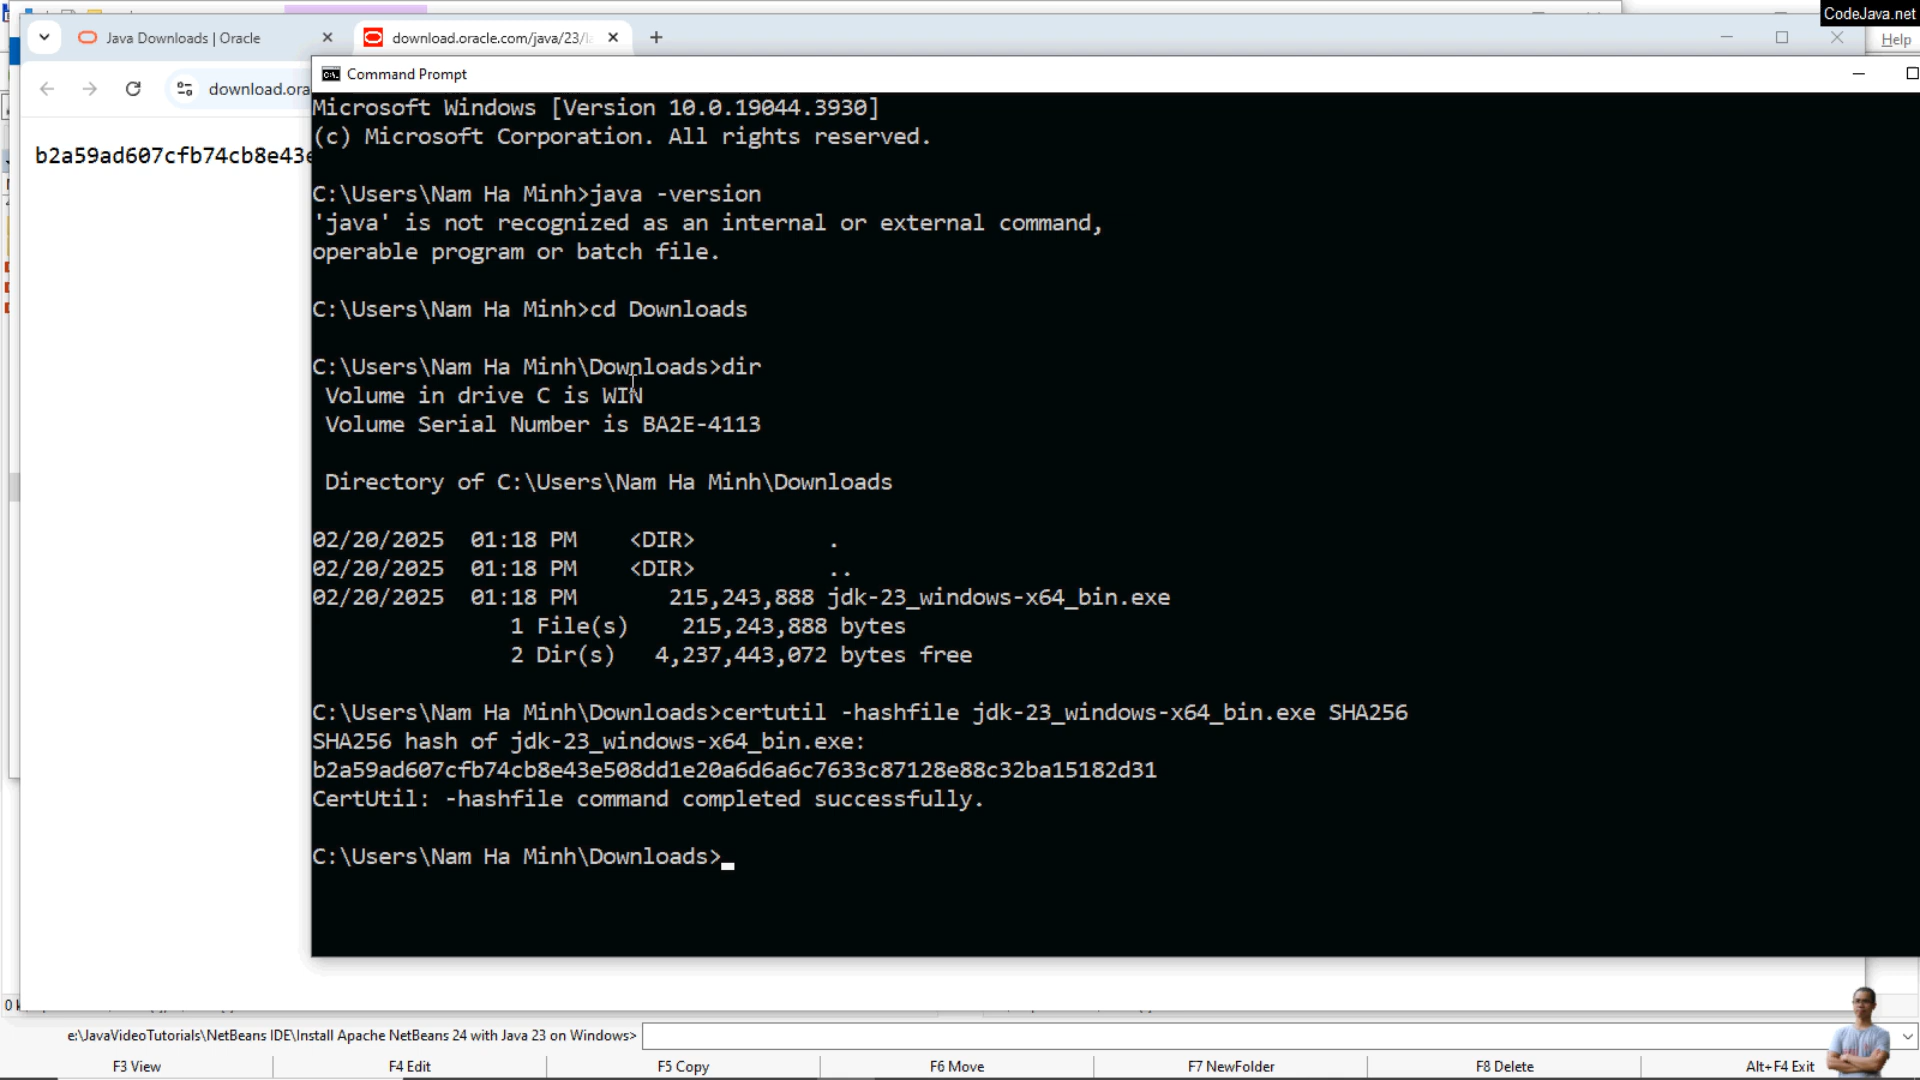 CodeJava.net
Java Downloads | Oracle
download.oracle.com/java/23/l
Help
Command Prompt
download.ora
b2a59ad607cfb74cb8e43e
Microsoft Windows [Version 10.0.19044.3930]
(c) Microsoft Corporation. All rights reserved.
C:\Users\Nam Ha Minh>java -version
'java' is not recognized as an internal or external command,
operable program or batch file.
C:\Users\Nam Ha Minh>cd Downloads
C:\Users\Nam Ha Minh\Downloads>dir
Volume in drive C is WIN
Volume Serial Number is BA2E-4113
Directory of C:\Users\Nam Ha Minh\Downloads
02/20/2025  01:18 PM    <DIR>          .
02/20/2025  01:18 PM    <DIR>          ..
02/20/2025  01:18 PM       215,243,888 jdk-23_windows-x64_bin.exe
1 File(s)    215,243,888 bytes
2 Dir(s)   4,237,443,072 bytes free
C:\Users\Nam Ha Minh\Downloads>certutil -hashfile jdk-23_windows-x64_bin.exe SHA256
SHA256 hash of jdk-23_windows-x64_bin.exe:
b2a59ad607cfb74cb8e43e508dd1e20a6d6a6c7633c87128e88c32ba15182d31
CertUtil: -hashfile command completed successfully.
C:\Users\Nam Ha Minh\Downloads>
e:\JavaVideoTutorials\NetBeans IDE\Install Apache NetBeans 24 with Java 23 on Windows>
F3 View
F4 Edit
F5 Copy
F6 Move
F7 NewFolder
F8 Delete
Alt+F4 Exit